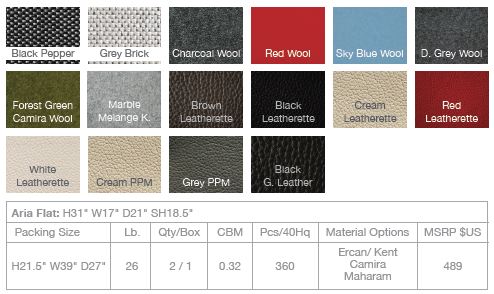 Black Pepper
Grey Brick
Charcoal Wool
Red Wool
Sky Blue Wool
D. Grey Wool
Forest Green
Camira Wool
Marble
Melange K.
Brown
Leatherette
Black
Leatherette
Cream
Leatherette
Red
Leatherette
White
Leatherette
Cream PPM
Grey PPM
Black
G. Leather
Aria Flat: H31" W17" D21" SH18.5"
Packing Size Lb. Qty/Box CBM Pcs/40Hq Material Options MSRP $US
H21.5" W39" D27" 26 2 / 1 0.32 360 Ercan/ Kent Camira Maharam 489